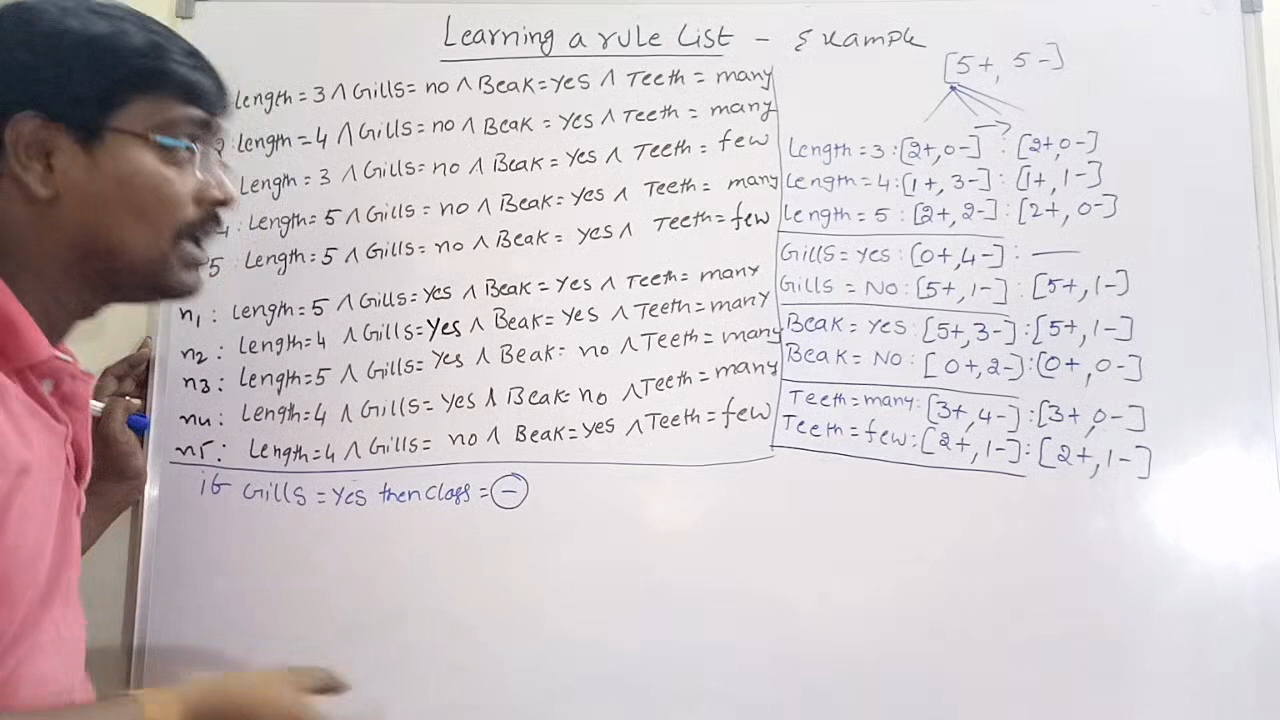 Learning a rule List - Example
Length = 3 ∧ Gills = no ∧ Beak = Yes ∧ Teeth = many
2 : Length = 4 ∧ Gills = no ∧ Beak = Yes ∧ Teeth = many
Length = 3 ∧ Gills = no ∧ Beak = Yes ∧ Teeth = few
4 : Length = 5 ∧ Gills = no ∧ Beak = Yes ∧ Teeth = many
5 : Length = 5 ∧ Gills = no ∧ Beak = Yes ∧ Teeth = few
n1 : Length = 5 ∧ Gills = Yes ∧ Beak = Yes ∧ Teeth = many
n2 : Length = 4 ∧ Gills = Yes ∧ Beak = Yes ∧ Teeth = many
n3 : Length = 5 ∧ Gills = Yes ∧ Beak = no ∧ Teeth = many
n4 : Length = 4 ∧ Gills = Yes ∧ Beak = no ∧ Teeth = many
n5 : Length = 4 ∧ Gills = no ∧ Beak = Yes ∧ Teeth = few
if Gills = Yes then Class = -
[5+, 5-]
Length = 3 : [2+, 0-] : [2+, 0-]
Length = 4 : [1+, 3-] : [1+, 1-]
Length = 5 : [2+, 2-] : [2+, 0-]
Gills = Yes : [0+, 4-] : —
Gills = No : [5+, 1-] : [5+, 1-]
Beak = Yes : [5+, 3-] : [5+, 1-]
Beak = No : [0+, 2-] : [0+, 0-]
Teeth = many : [3+, 4-] : [3+, 0-]
Teeth = few : [2+, 1-] : [2+, 1-]